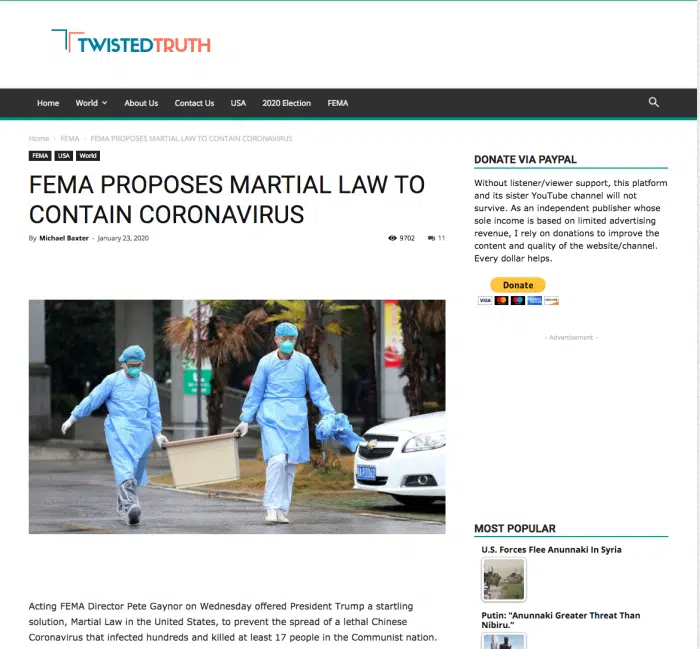 TWISTEDTRUTH
Home World About Us Contact Us USA 2020 Election FEMA
Home › FEMA › FEMA PROPOSES MARTIAL LAW TO CONTAIN CORONAVIRUS
FEMA USA World
FEMA PROPOSES MARTIAL LAW TO
CONTAIN CORONAVIRUS
By Michael Baxter - January 23, 2020 9702 11
Acting FEMA Director Pete Gaynor on Wednesday offered President Trump a startling
solution, Martial Law in the United States, to prevent the spread of a lethal Chinese
Coronavirus that infected hundreds and killed at least 17 people in the Communist nation.
DONATE VIA PAYPAL
Without listener/viewer support, this platform
and its sister YouTube channel will not
survive. As an independent publisher whose
sole income is based on limited advertising
revenue, I rely on donations to improve the
content and quality of the website/channel.
Every dollar helps.
Donate
VISA
- Advertisement -
MOST POPULAR
U.S. Forces Flee Anunnaki In Syria
Putin: “Anunnaki Greater Threat Than
Nibiru.”